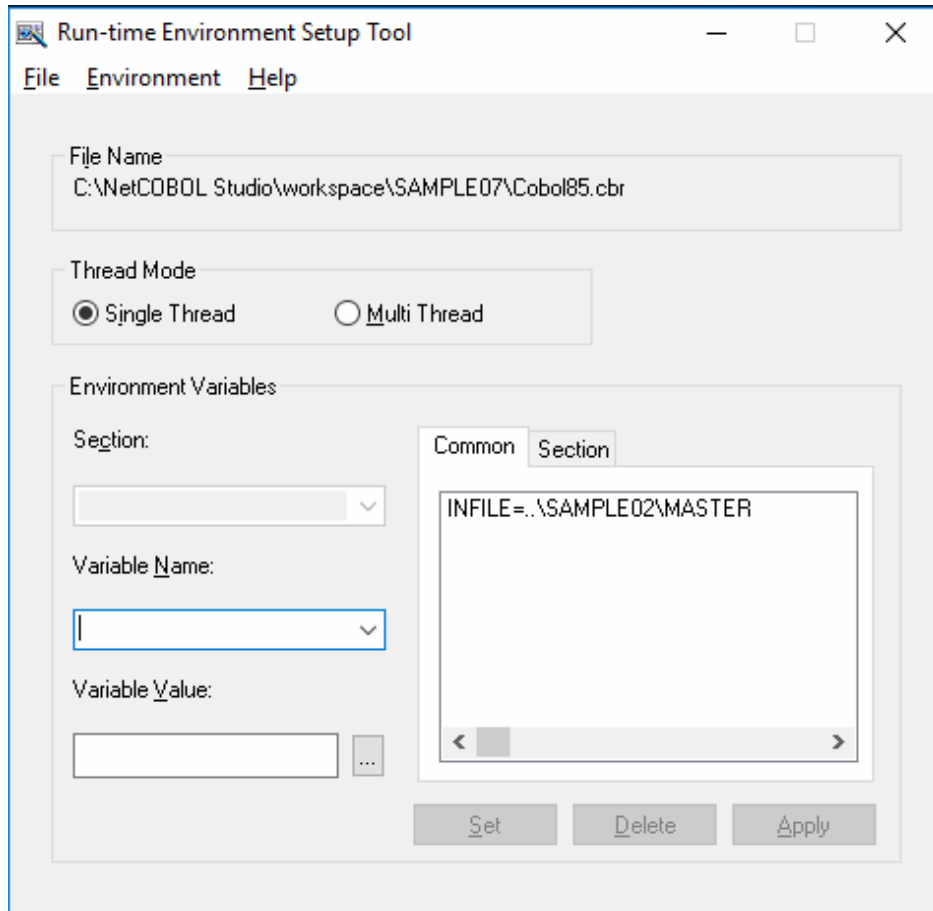 Run-time Environment Setup Tool
File Environment Help
File Name
C:\NetCOBOL Studio\workspace\SAMPLE07\Cobol85.cbr
Thread Mode
Single Thread Multi Thread
Environment Variables
Section:
Common Section
INFILE=..\SAMPLE02\MASTER
Variable Name:
Variable Value:
...
Set Delete Apply